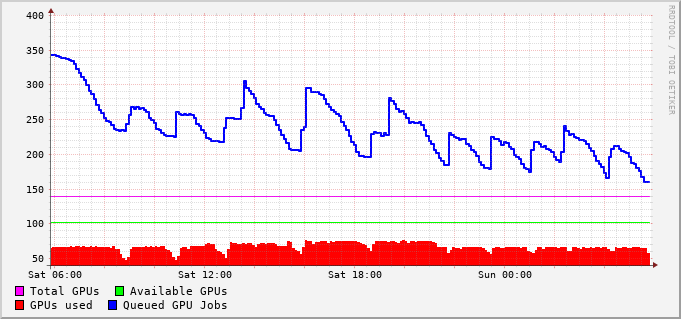 400
350
300
250
200
150
100
50
Sat 06:00 Sat 12:00 Sat 18:00 Sun 00:00
Total GPUs Available GPUs
GPUs used Queued GPU Jobs
RRDTOOL / TOBI OETIKER